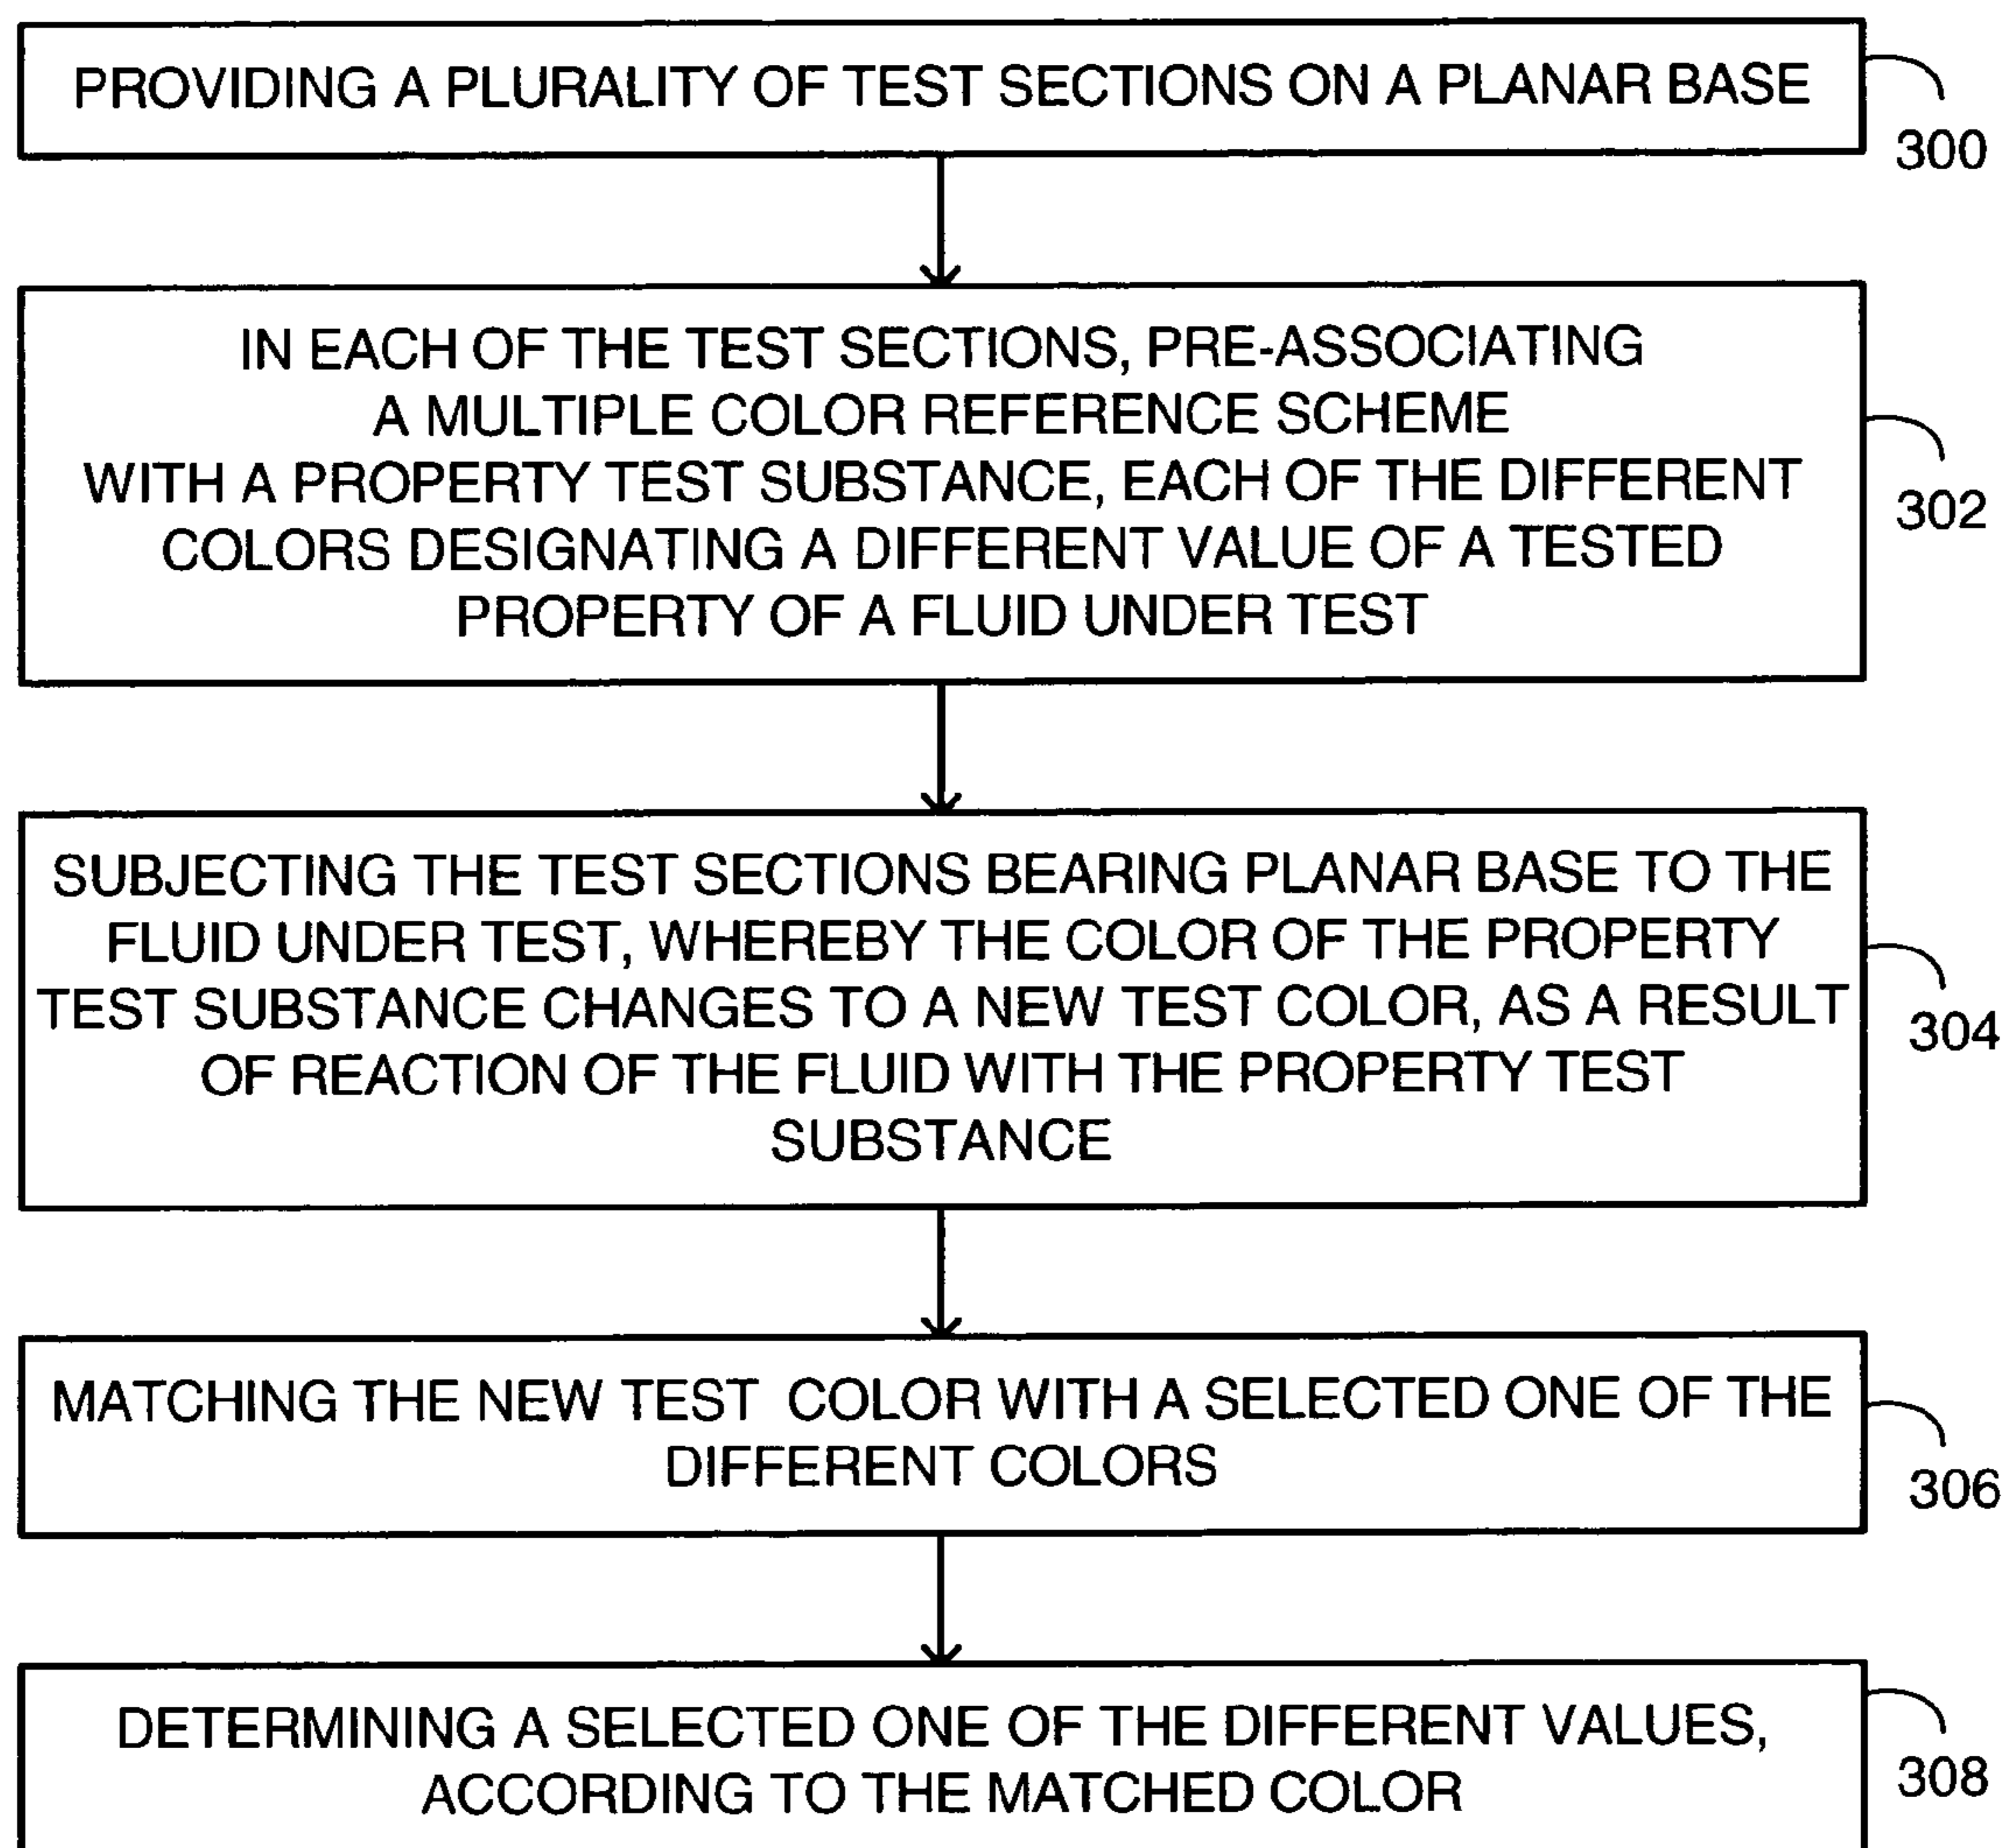 PROVIDING A PLURALITY OF TEST SECTIONS ON A PLANAR BASE
300
IN EACH OF THE TEST SECTIONS, PRE-ASSOCIATING
A MULTIPLE COLOR REFERENCE SCHEME
WITH A PROPERTY TEST SUBSTANCE, EACH OF THE DIFFERENT
COLORS DESIGNATING A DIFFERENT VALUE OF A TESTED
PROPERTY OF A FLUID UNDER TEST
302
SUBJECTING THE TEST SECTIONS BEARING PLANAR BASE TO THE
FLUID UNDER TEST, WHEREBY THE COLOR OF THE PROPERTY
TEST SUBSTANCE CHANGES TO A NEW TEST COLOR, AS A RESULT
OF REACTION OF THE FLUID WITH THE PROPERTY TEST
SUBSTANCE
304
MATCHING THE NEW TEST COLOR WITH A SELECTED ONE OF THE
DIFFERENT COLORS
306
DETERMINING A SELECTED ONE OF THE DIFFERENT VALUES,
ACCORDING TO THE MATCHED COLOR
308